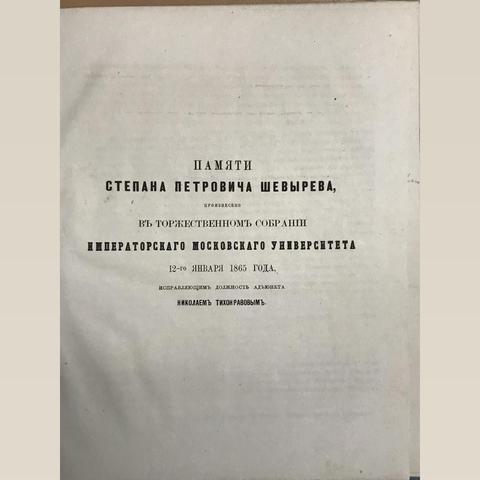 ПАМЯТИ
СТЕПАНА ПЕТРОВИЧА ШЕВЫРЕВА,
произнесено
ВЪ ТОРЖЕСТВЕННОМЪ СОБРАНІИ
ИМПЕРАТОРСКАГО МОСКОВСКАГО УНИВЕРСИТЕТА
12-го ЯНВАРЯ 1865 ГОДА,
ИСПРАВЛЯЮЩИМЪ ДОЛЖНОСТЬ АДЪЮНКТА
НИКОЛАЕМЪ ТИХОНРАВОВЫМЪ.